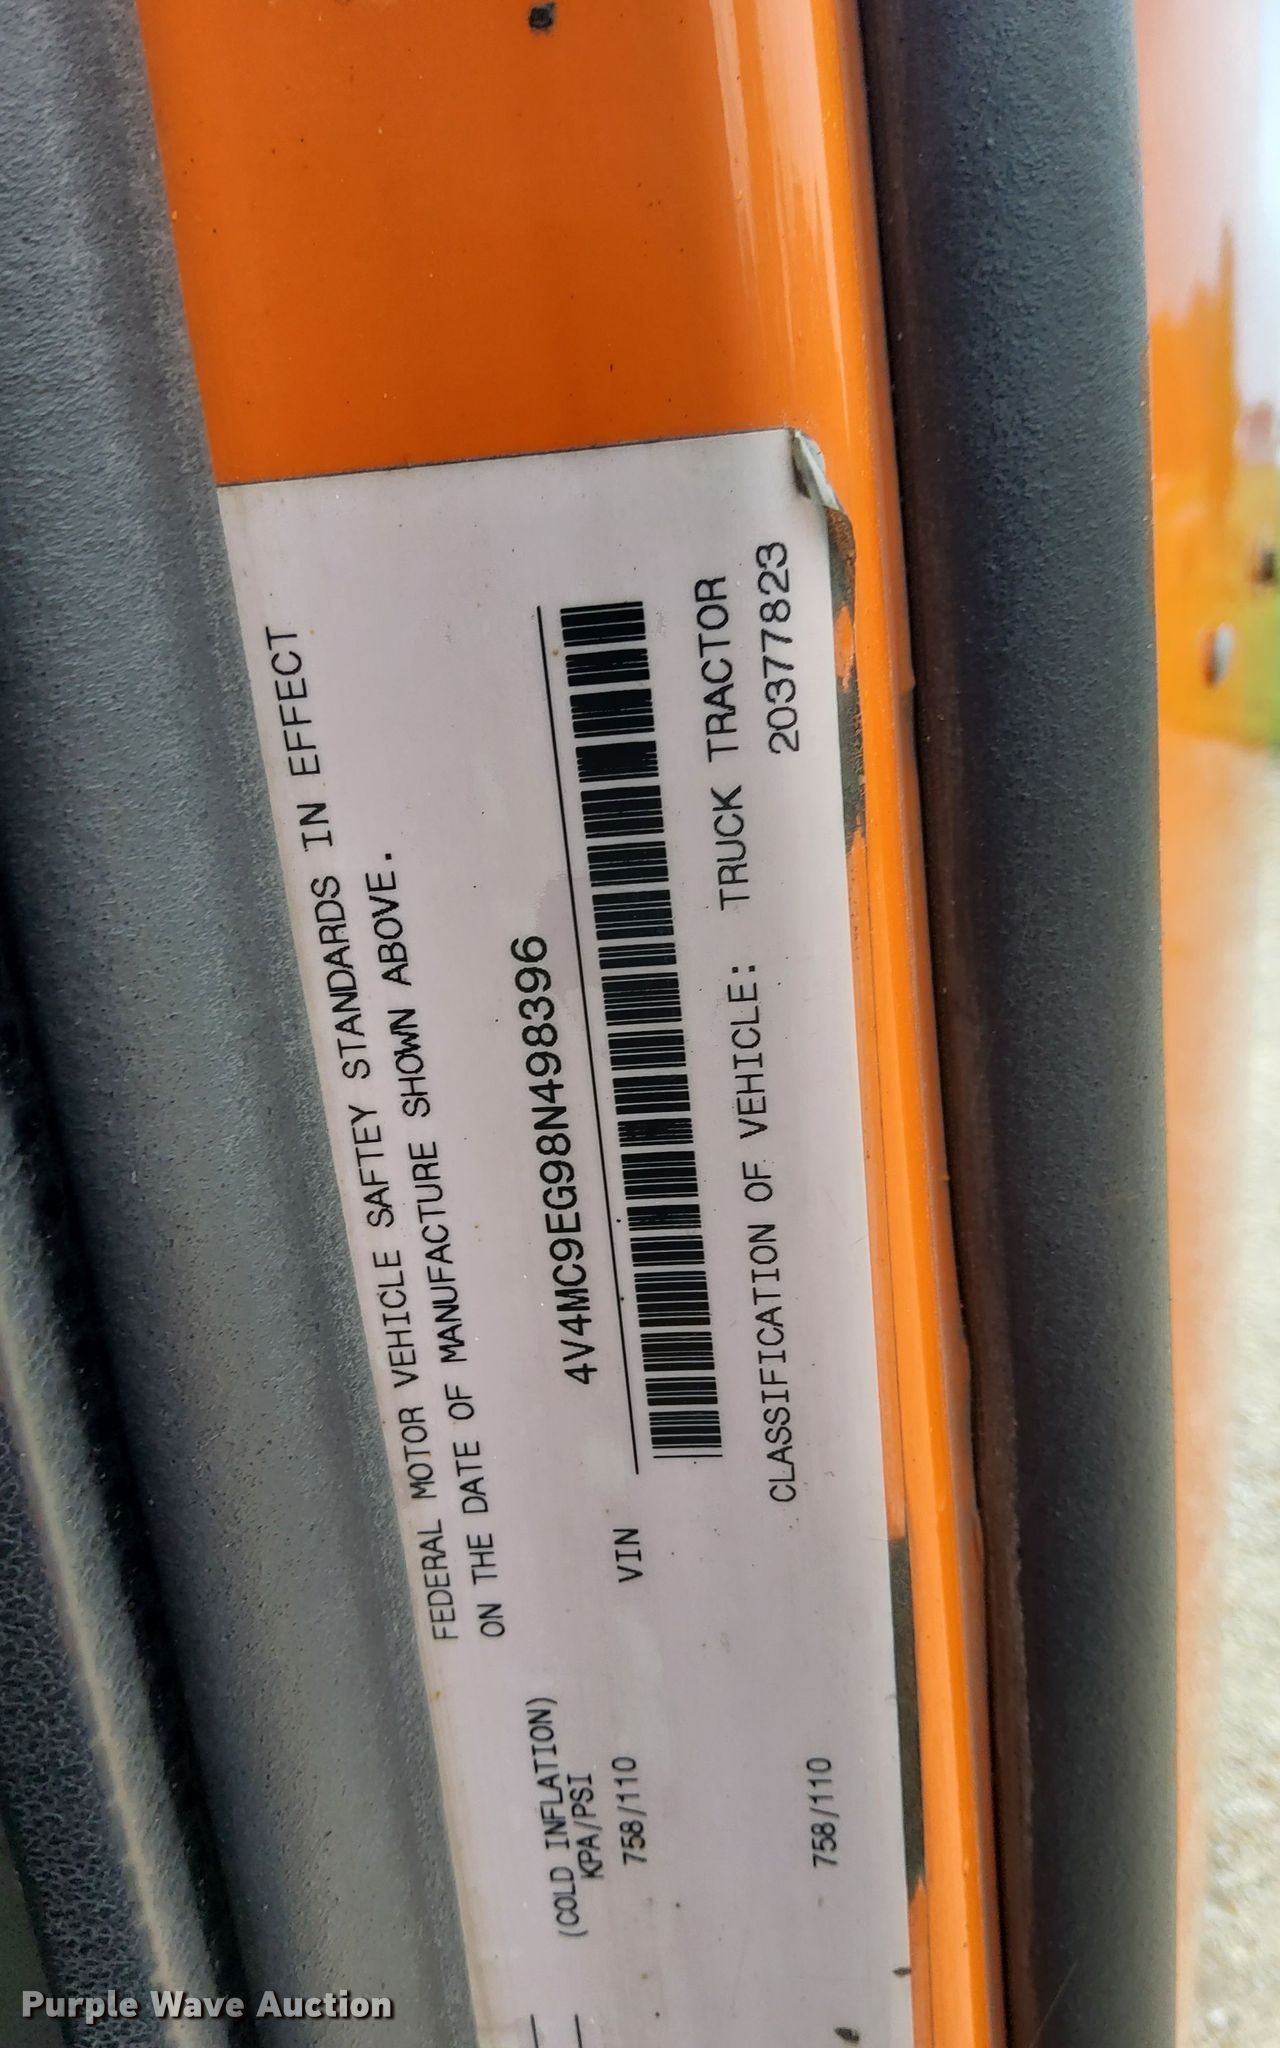 FEDERAL MOTOR VEHICLE SAFTEY STANDARDS IN EFFECT
ON THE DATE OF MANUFACTURE SHOWN ABOVE.
(COLD INFLATION)
KPA/PSI
758/110
VIN
4V4MC9EG98N498396
CLASSIFICATION OF VEHICLE: TRUCK TRACTOR
758/110
20377823
Purple Wave Auction